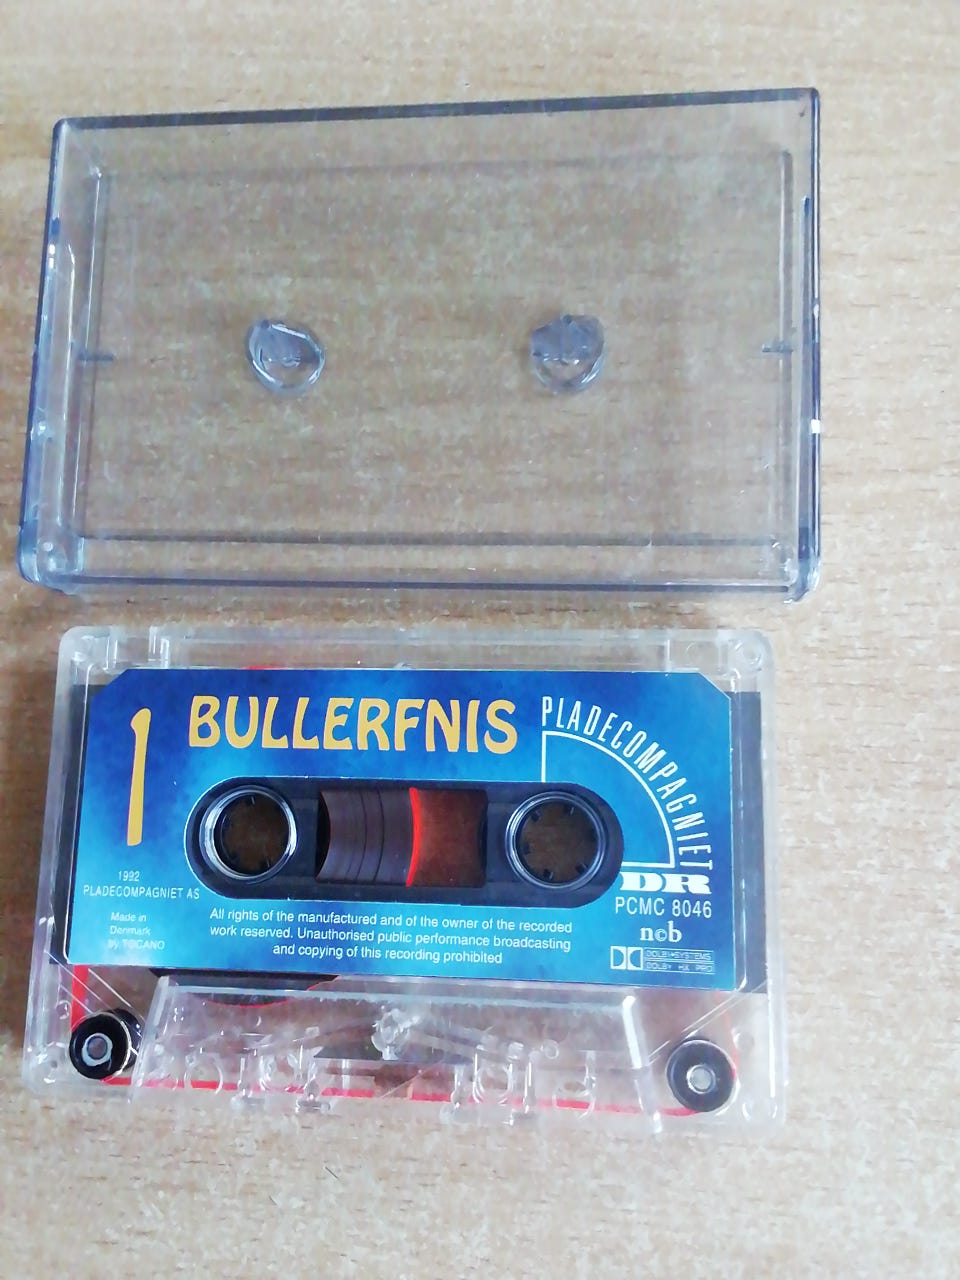 1
BULLERFNIS
PLADECOMPAGNIET
DR
PCMC 8046
n©b
DOLBY SYSTEMS
DOLBY HX PRO
1992
PLADECOMPAGNIET AS
Made in
Denmark
by TOCANO
All rights of the manufactured and of the owner of the recorded
work reserved. Unauthorised public performance broadcasting
and copying of this recording prohibited